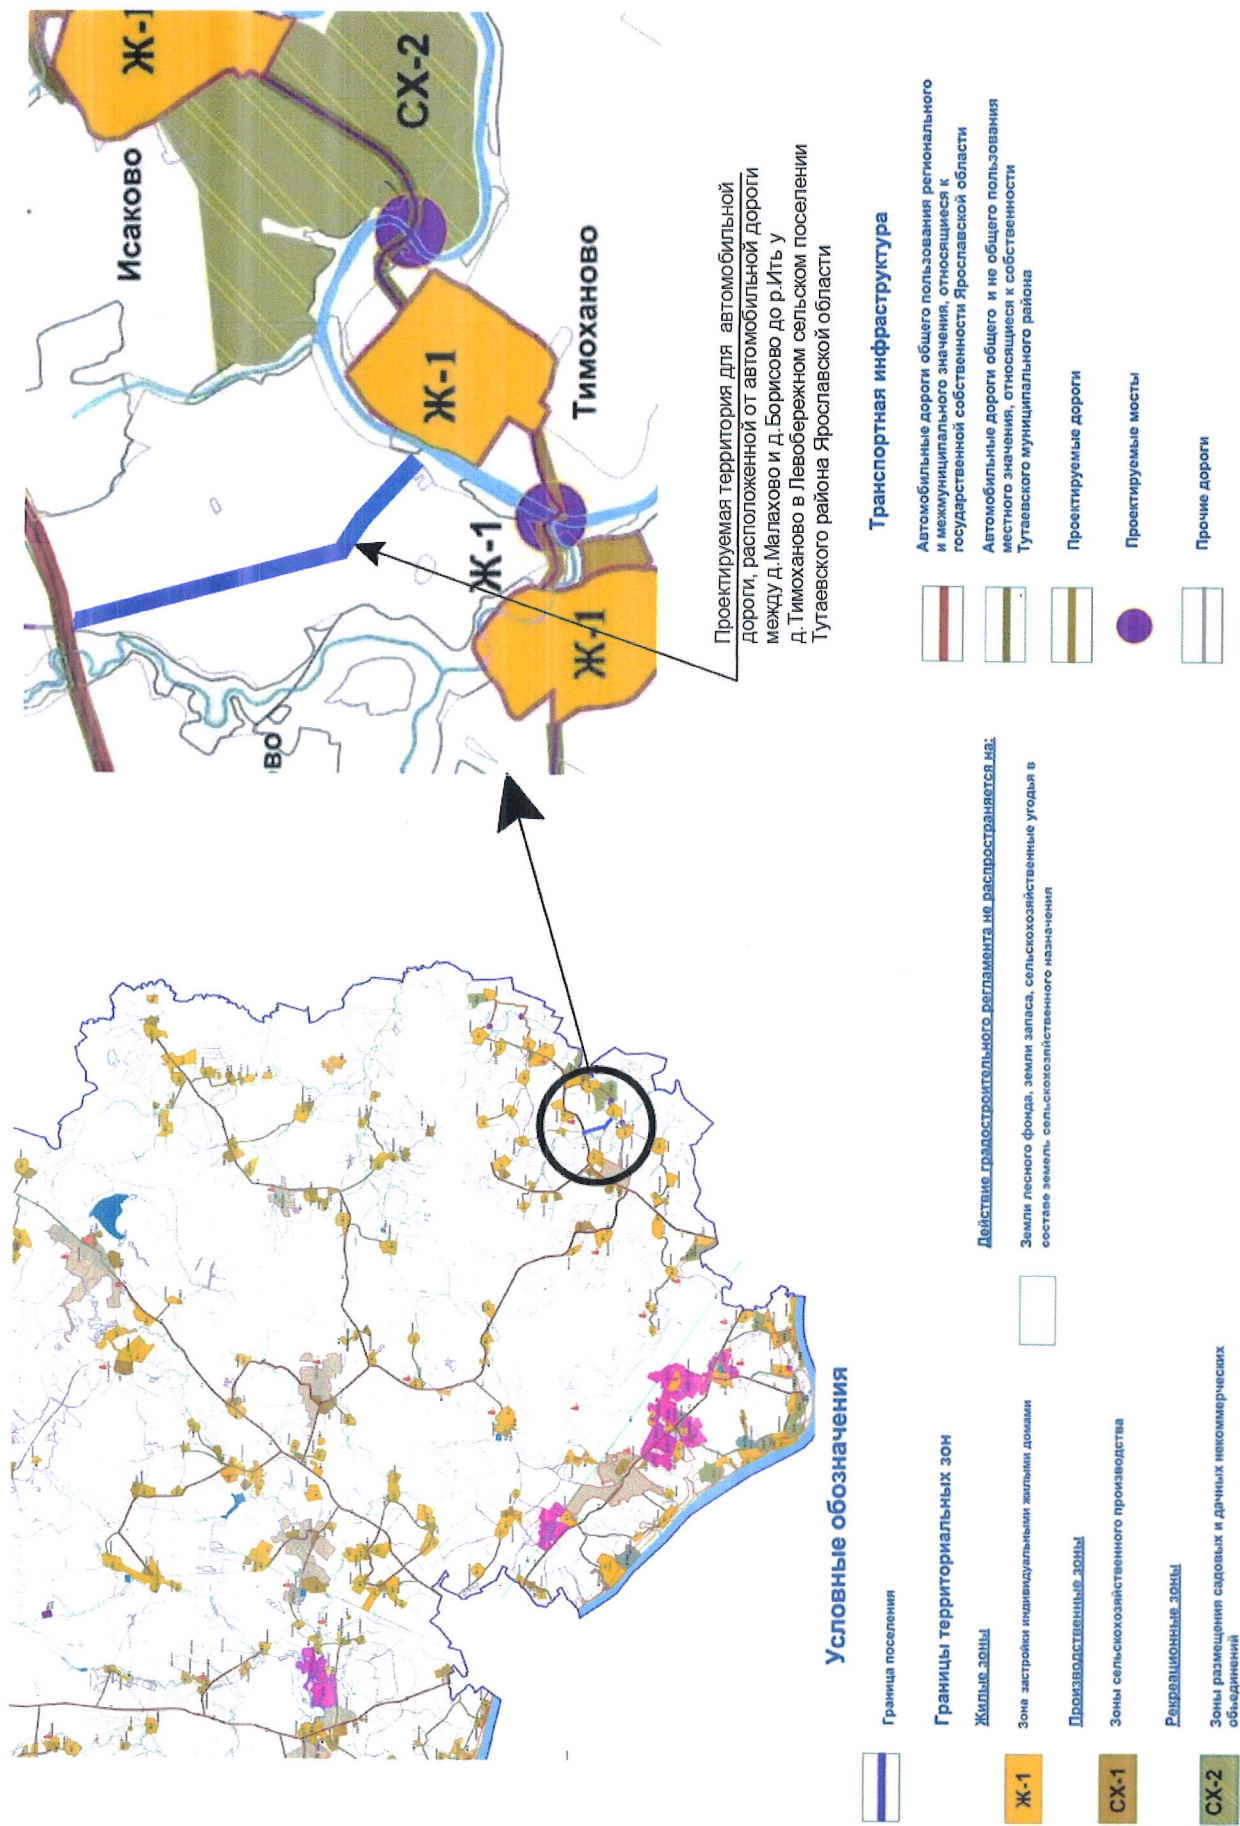 Ж-1
СХ-2
Исаково
Ж-1
Тимоханово
Ж-1
Ж-1
во
Проектируемая территория для автомобильной
дороги, расположенной от автомобильной дороги
между д.Малахово и д.Борисово до р.Ить у
д.Тимоханово в Левобережном сельском поселении
Тутаевского района Ярославской области
Условные обозначения
Граница поселения
Границы территориальных зон
Жилые зоны
Ж-1
Зона застройки индивидуальными жилыми домами
Производственные зоны
СХ-1
Зоны сельскохозяйственного производства
Рекреационные зоны
СХ-2
Зоны размещения садовых и дачных некоммерческих
объединений
Действие градостроительного регламента не распространяется на:
Земли лесного фонда, земли запаса, сельскохозяйственные угодья в
составе земель сельскохозяйственного назначения
Транспортная инфраструктура
Автомобильные дороги общего пользования регионального
и межмуниципального значения, относящиеся к
государственной собственности Ярославской области
Автомобильные дороги общего и не общего пользования
местного значения, относящиеся к собственности
Тутаевского муниципального района
Проектируемые дороги
Проектируемые мосты
Прочие дороги